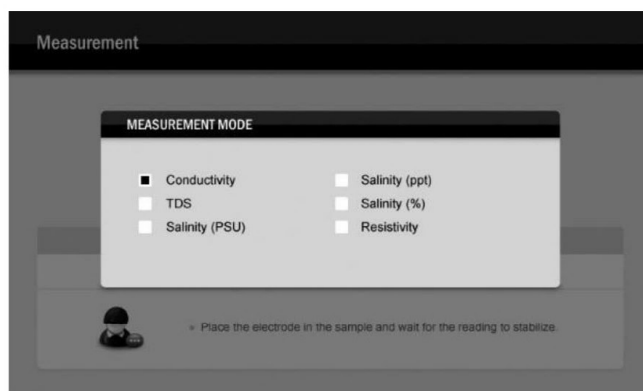 Measurement
MEASUREMENT MODE
Conductivity
TDS
Salinity (PSU)
Salinity (ppt)
Salinity (%)
Resistivity
Place the electrode in the sample and wait for the reading to stabilize.